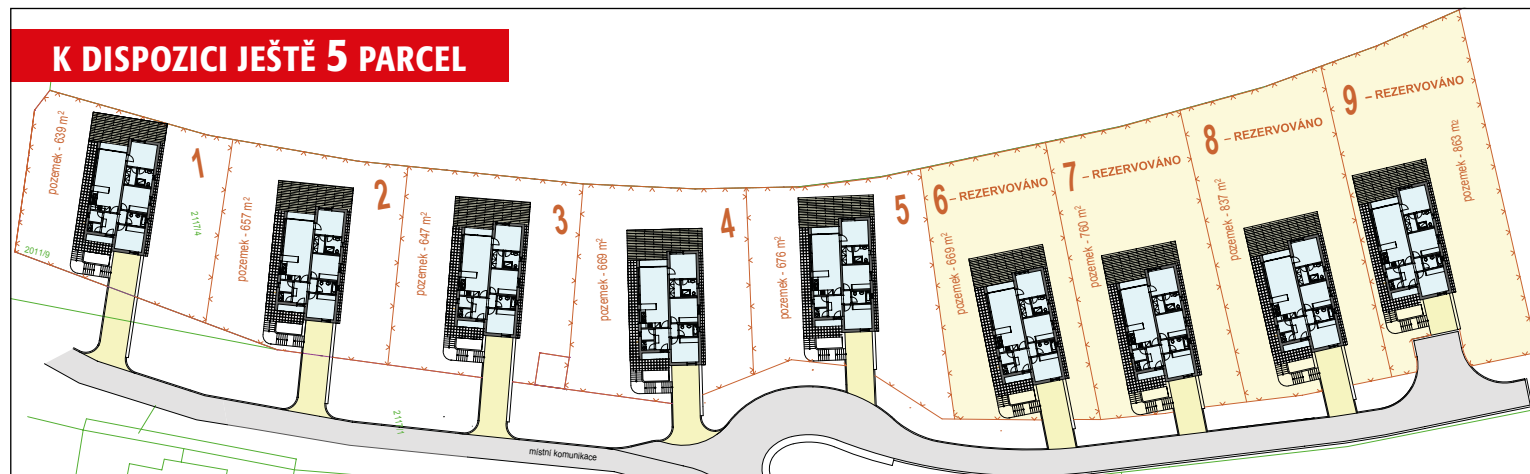 K DISPOZICI JEŠTĚ 5 PARCEL
pozemek - 639 m²
1
2117/4
2011/9
pozemek - 657 m²
2
pozemek - 647 m²
3
pozemek - 669 m²
4
pozemek - 676 m²
5
6 – REZERVOVÁNO
pozemek - 669 m²
7 – REZERVOVÁNO
pozemek - 760 m²
8 – REZERVOVÁNO
pozemek - 837 m²
9 – REZERVOVÁNO
pozemek - 863 m²
2117/1
místní komunikace